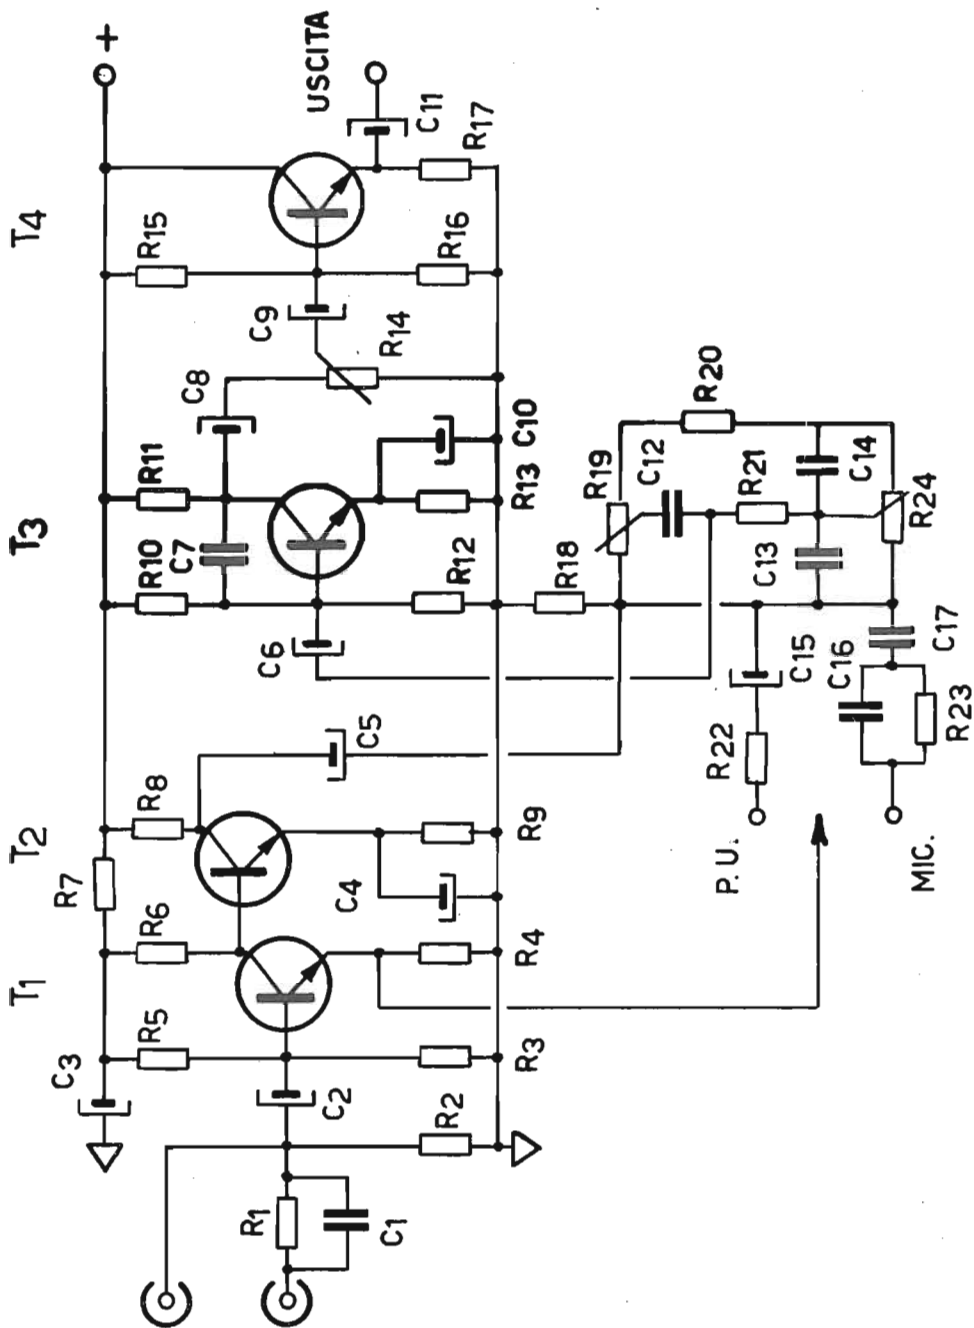 T1
T2
T3
T4
+
C3
R7
R5
R6
R8
R10
C7
R11
C8
R15
USCITA
C2
C5
C6
C9
R14
C11
R1
C1
R2
R3
R4
C4
R9
R12
R13
C10
R16
R17
R18
R19
C12
R20
R21
C13
C14
R24
P.U.
R22
C15
MIC.
C16
R23
C17